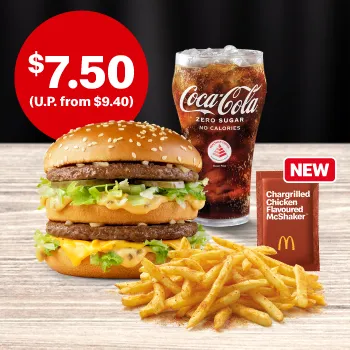 $7.50
(U.P. from $9.40)
Coca-Cola
ZERO SUGAR
NO CALORIES
NEW
Chargrilled
Chicken
Flavoured
McShaker